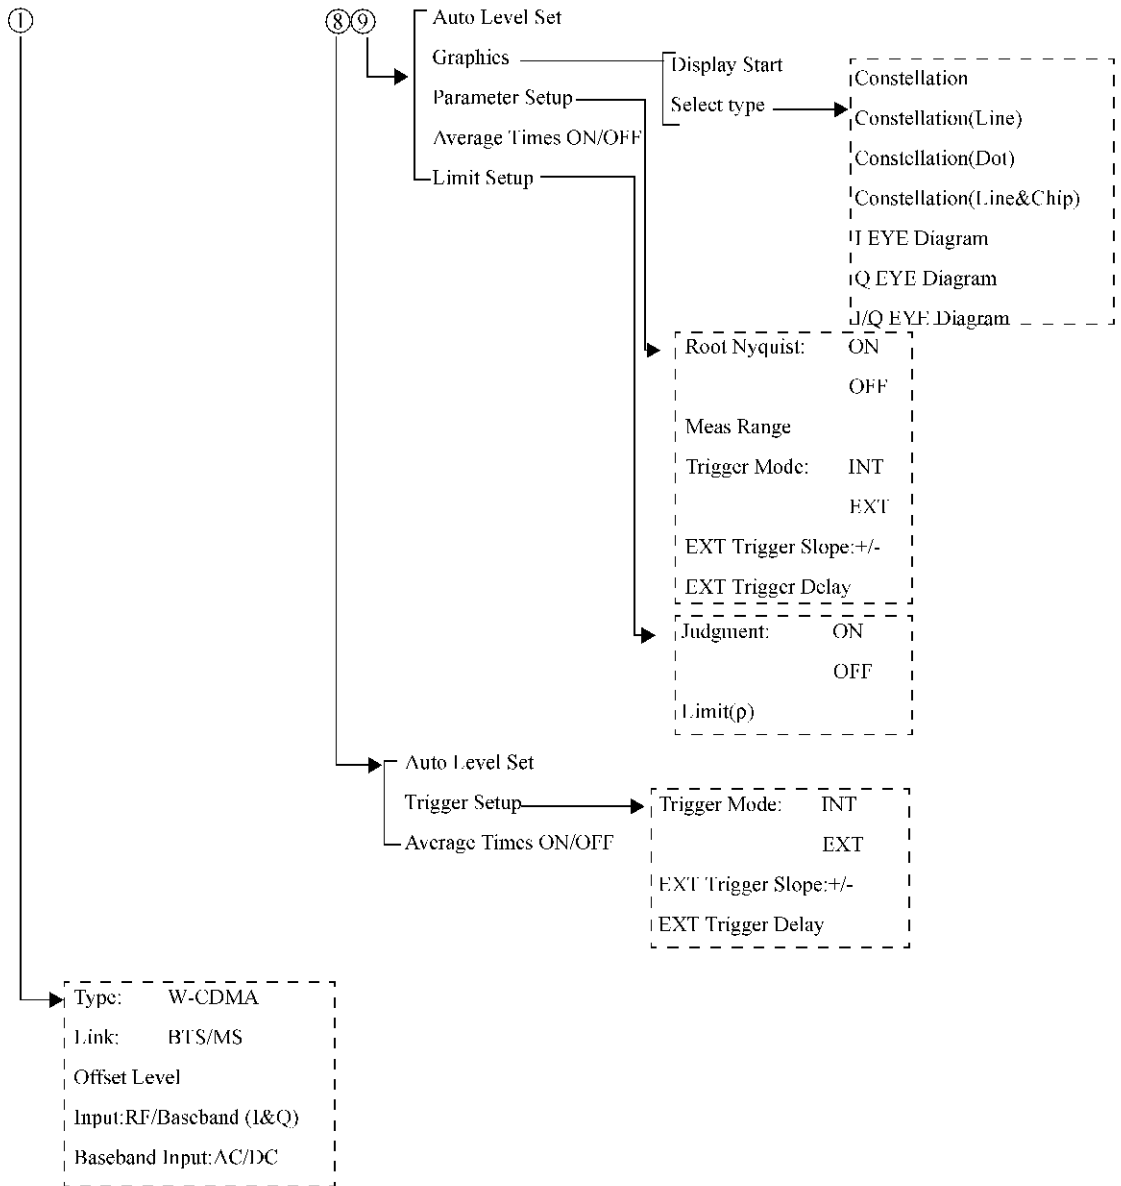 ① ⑧⑨
Auto Level Set
Graphics
Parameter Setup
Average Times ON/OFF
Limit Setup
Display Start
Select type
Constellation
Constellation(Line)
Constellation(Dot)
Constellation(Line&Chip)
I EYE Diagram
Q EYE Diagram
I/Q EYE Diagram
Root Nyquist: ON
OFF
Meas Range
Trigger Mode: INT
EXT
EXT Trigger Slope:+/-
EXT Trigger Delay
Judgment: ON
OFF
Limit(ρ)
Auto Level Set
Trigger Setup
Average Times ON/OFF
Trigger Mode: INT
EXT
EXT Trigger Slope:+/-
EXT Trigger Delay
Type: W-CDMA
Link: BTS/MS
Offset Level
Input:RF/Baseband (I&Q)
Baseband Input:AC/DC